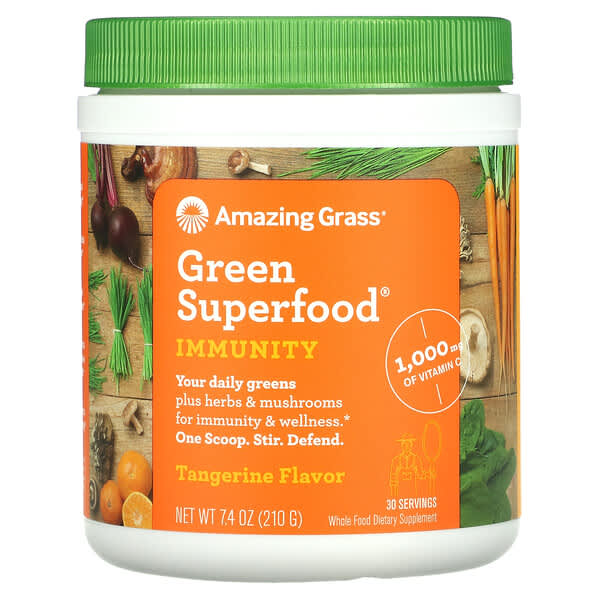 Amazing Grass®
Green
Superfood®
IMMUNITY
1,000 mg
OF VITAMIN C
Your daily greens
plus herbs & mushrooms
for immunity & wellness.*
One Scoop. Stir. Defend.
Tangerine Flavor
30 SERVINGS
NET WT 7.4 OZ (210 G)
Whole Food Dietary Supplement